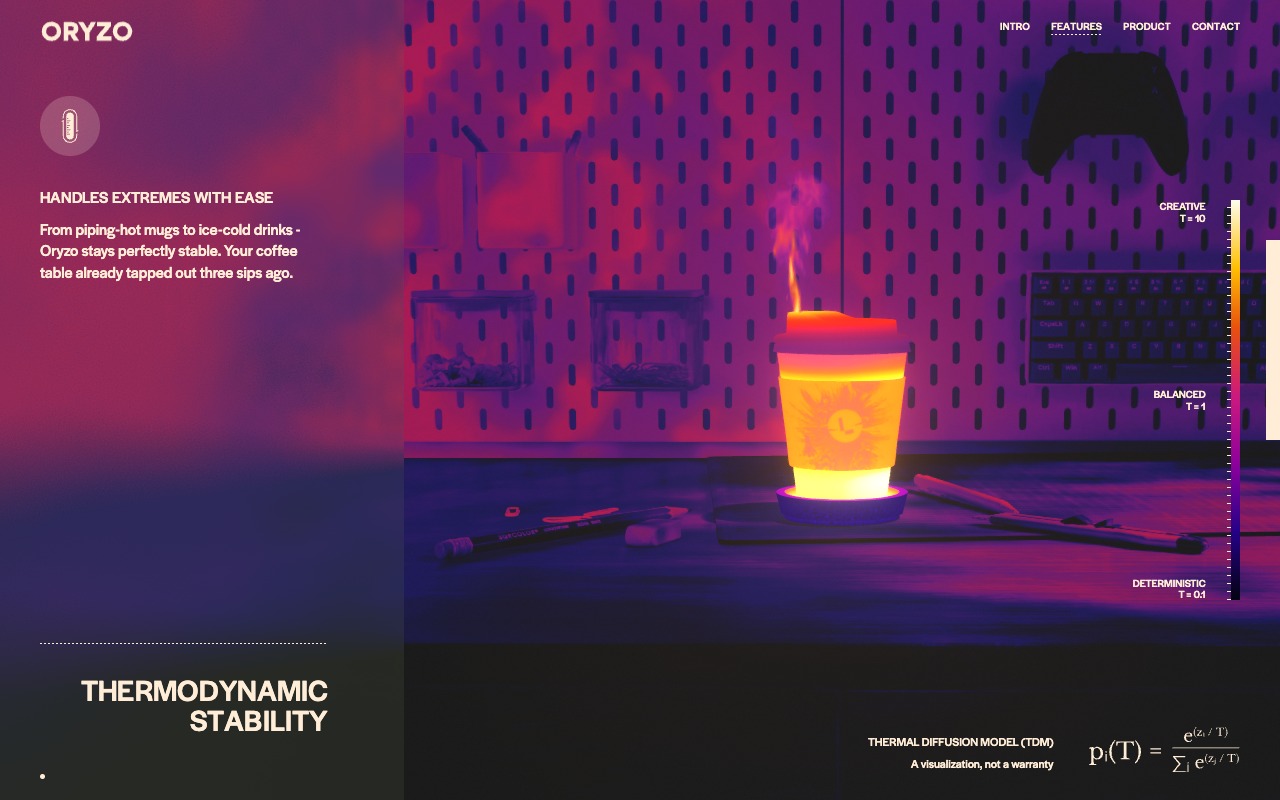 ORYZO
INTRO FEATURES PRODUCT CONTACT
HANDLES EXTREMES WITH EASE
From piping-hot mugs to ice-cold drinks -
Oryzo stays perfectly stable. Your coffee
table already tapped out three sips ago.
CREATIVE
T = 10
BALANCED
T = 1
DETERMINISTIC
T = 0.1
THERMODYNAMIC
STABILITY
THERMAL DIFFUSION MODEL (TDM)
A visualization, not a warranty
pᵢ(T) = e^(zᵢ / T) / ∑ⱼ e^(zⱼ / T)